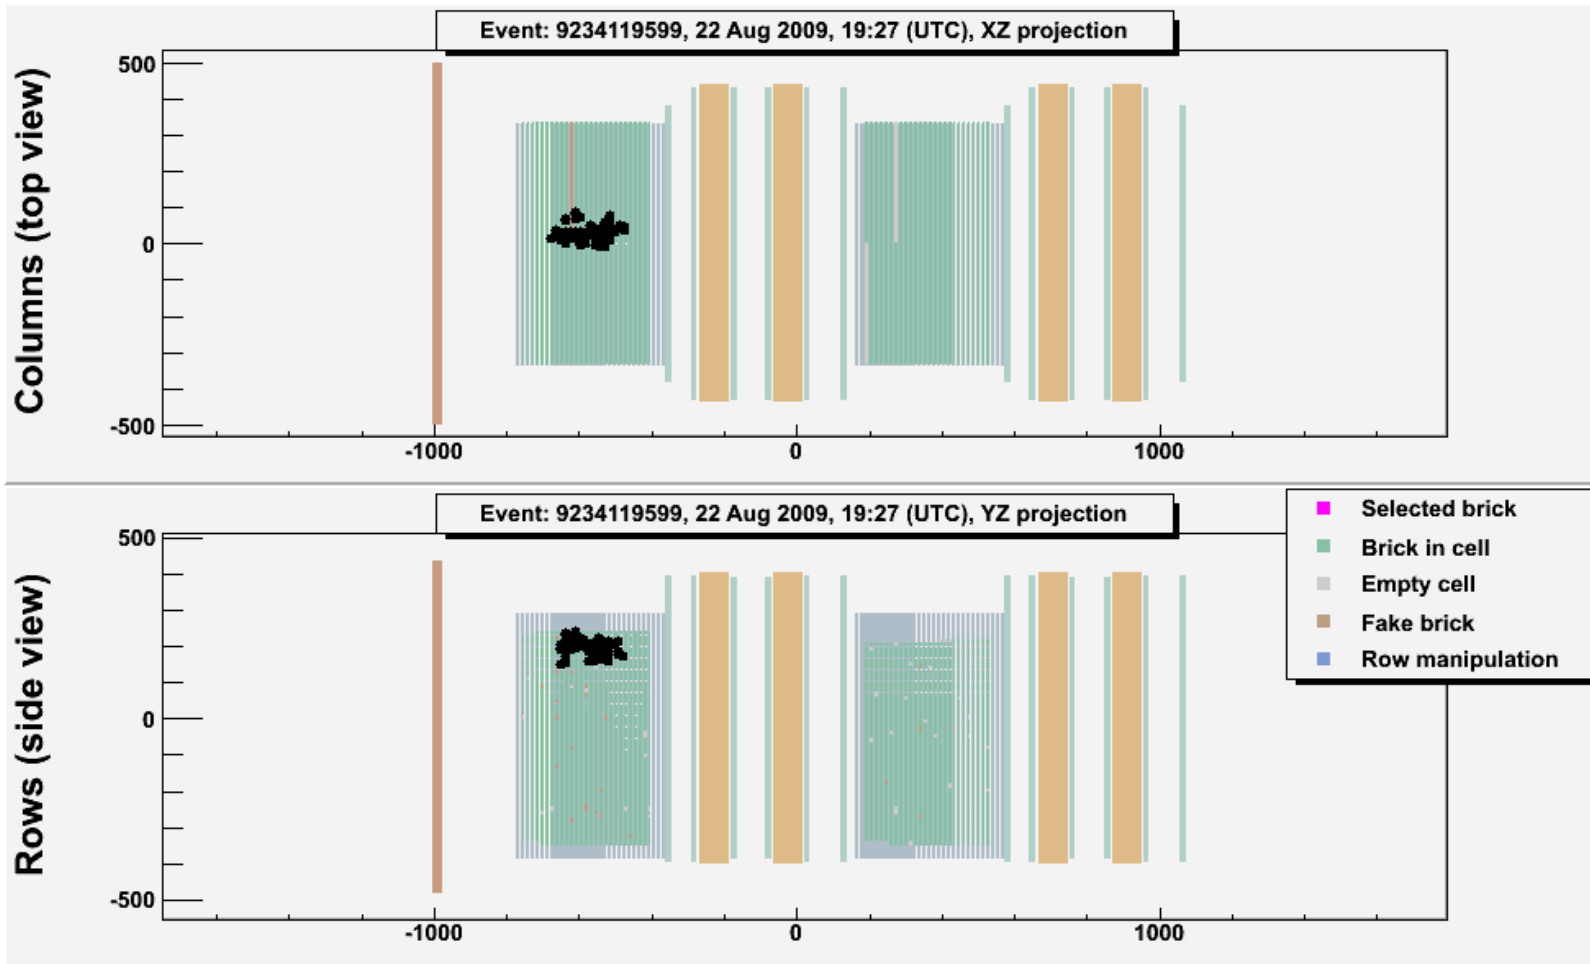 Event: 9234119599, 22 Aug 2009, 19:27 (UTC), XZ projection
Columns (top view)
500
0
-500
-1000 0 1000
Event: 9234119599, 22 Aug 2009, 19:27 (UTC), YZ projection
Rows (side view)
500
0
-500
-1000 0 1000
Selected brick
Brick in cell
Empty cell
Fake brick
Row manipulation